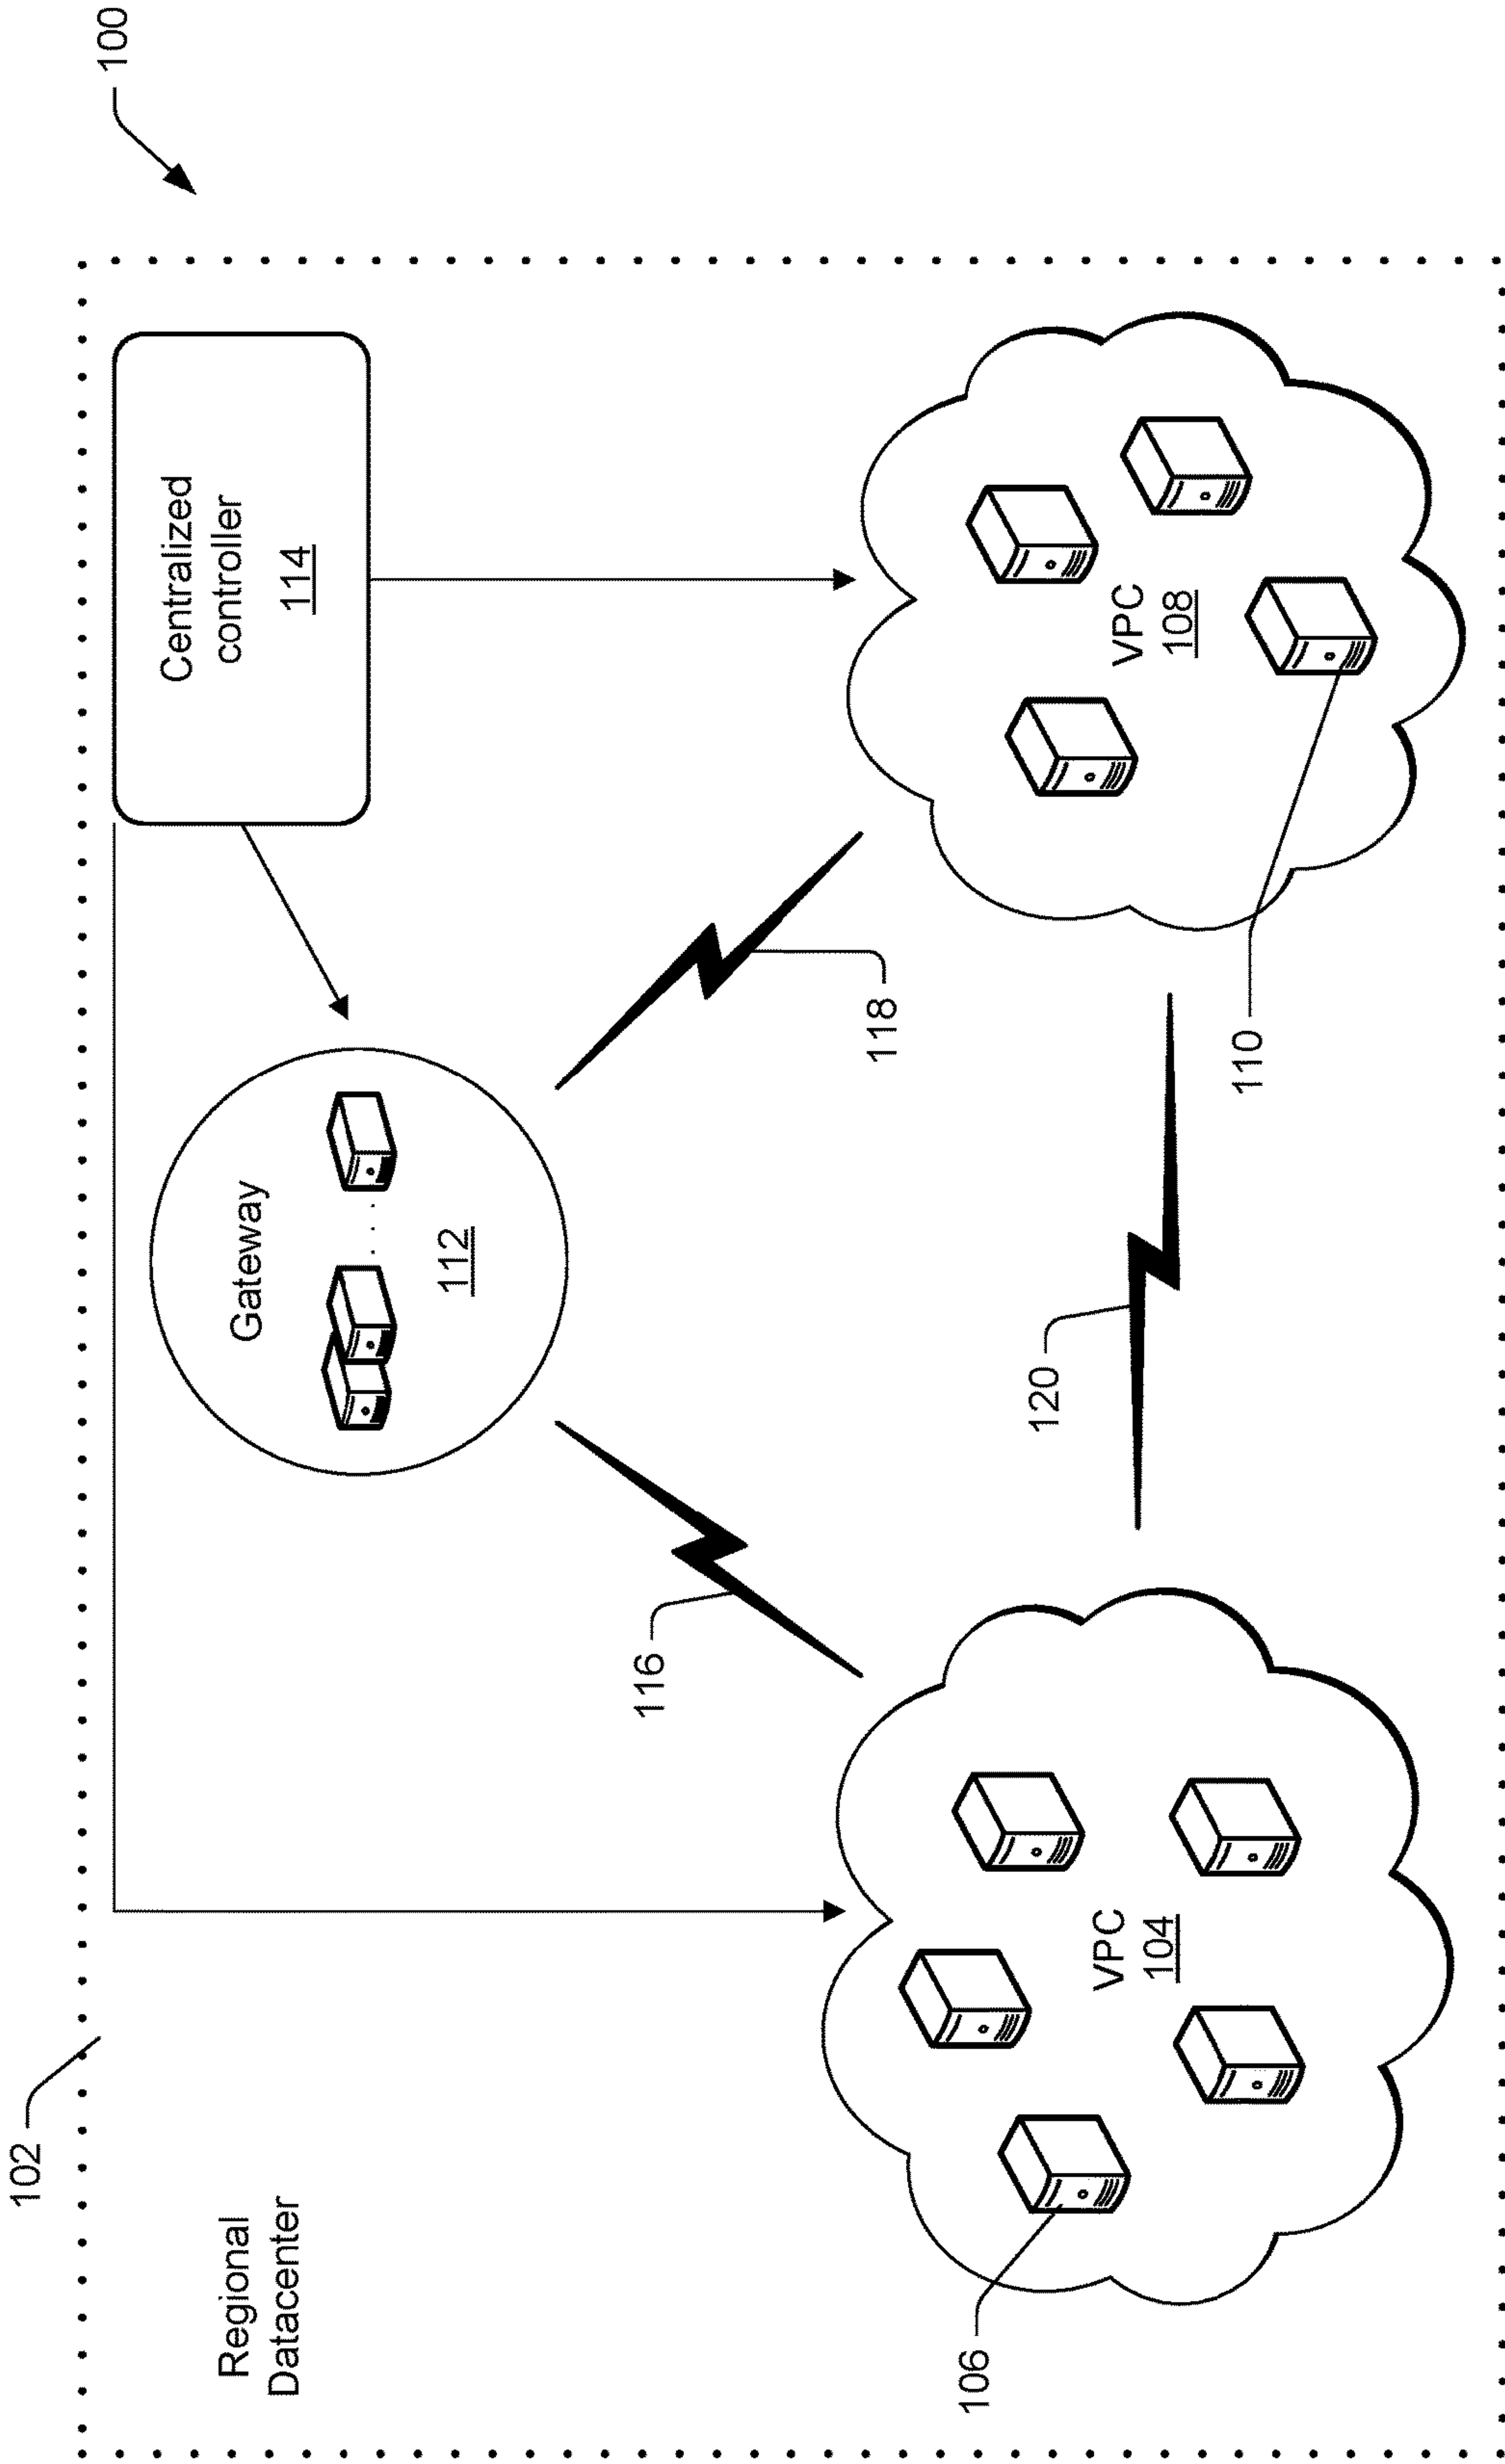 100
102
Regional
Datacenter
Centralized
controller
114
Gateway
112
116
118
120
VPC
104
106
VPC
108
110